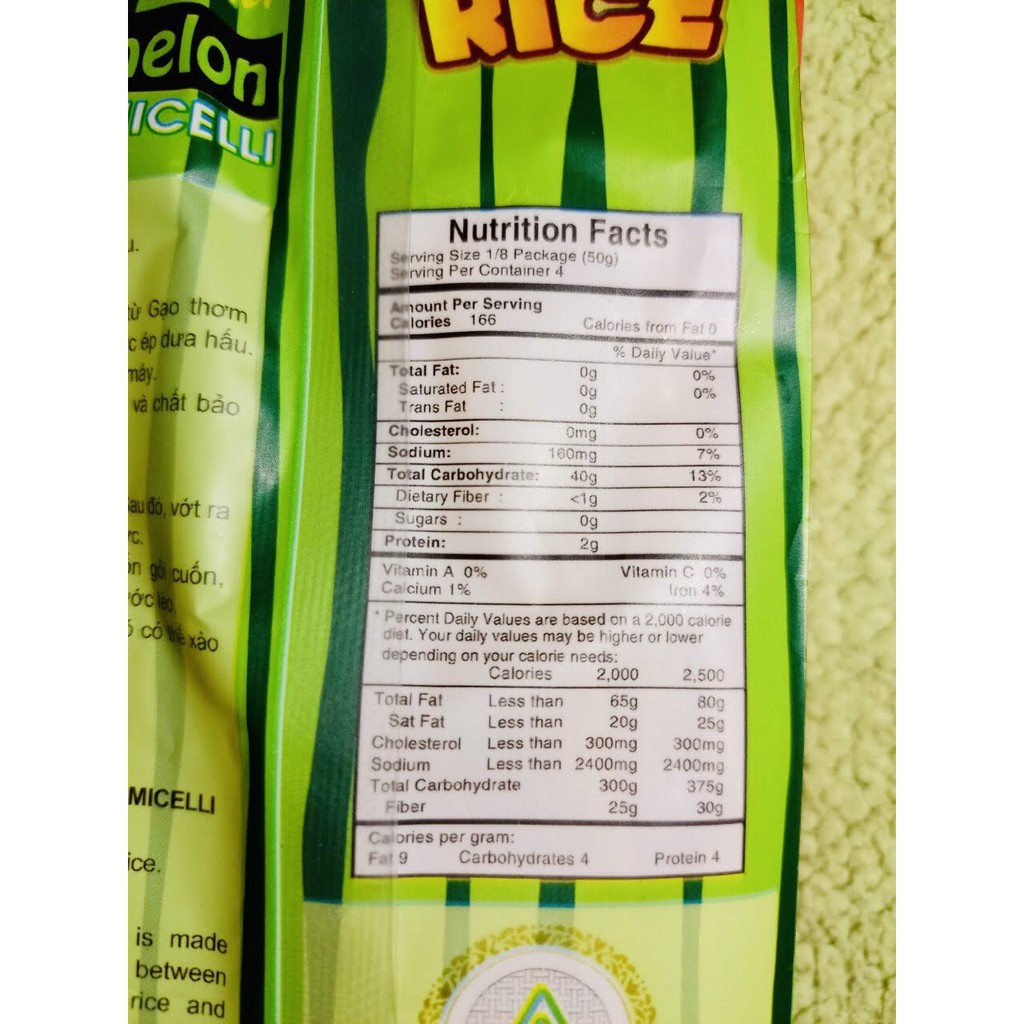 RICE
elon
ICELLI
từ Gạo thơm
c ép dưa hấu.
máy.
và chất bảo
Sau đó, vớt ra
cuốn,
ước lèo.
có thể xào
MICELLI
ice.
is made
between
rice and
Nutrition Facts
Serving Size 1/8 Package (50g)
Serving Per Container 4
Amount Per Serving
Calories 166 Calories from Fat 0
% Daily Value*
Total Fat: 0g 0%
Saturated Fat : 0g 0%
Trans Fat : 0g
Cholesterol: 0mg 0%
Sodium: 160mg 7%
Total Carbohydrate: 40g 13%
Dietary Fiber : <1g 2%
Sugars : 0g
Protein: 2g
Vitamin A 0% Vitamin C 0%
Calcium 1% Iron 4%
* Percent Daily Values are based on a 2,000 calorie
diet. Your daily values may be higher or lower
depending on your calorie needs:
Calories 2,000 2,500
Total Fat Less than 65g 80g
Sat Fat Less than 20g 25g
Cholesterol Less than 300mg 300mg
Sodium Less than 2400mg 2400mg
Total Carbohydrate 300g 375g
Fiber 25g 30g
Calories per gram:
Fat 9 Carbohydrates 4 Protein 4